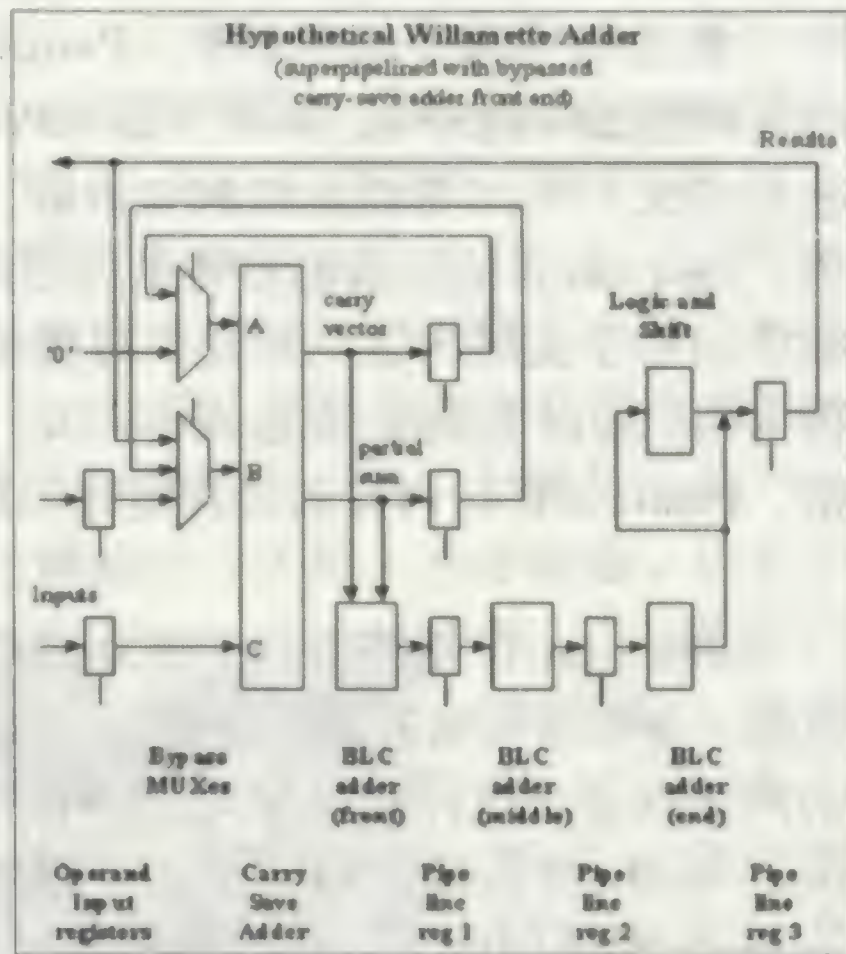 Hypothetical Willamette Adder
(superpipelined with bypassed
carry-save adder front end)
Results
carry
vector
Logic and
Shift
A
"0"
partial
sum
B
Inputs
C
Bypass
MUXes
BLC
adder
(front)
BLC
adder
(middle)
BLC
adder
(end)
Operand
Input
registers
Carry
Save
Adder
Pipe
line
reg 1
Pipe
line
reg 2
Pipe
line
reg 3